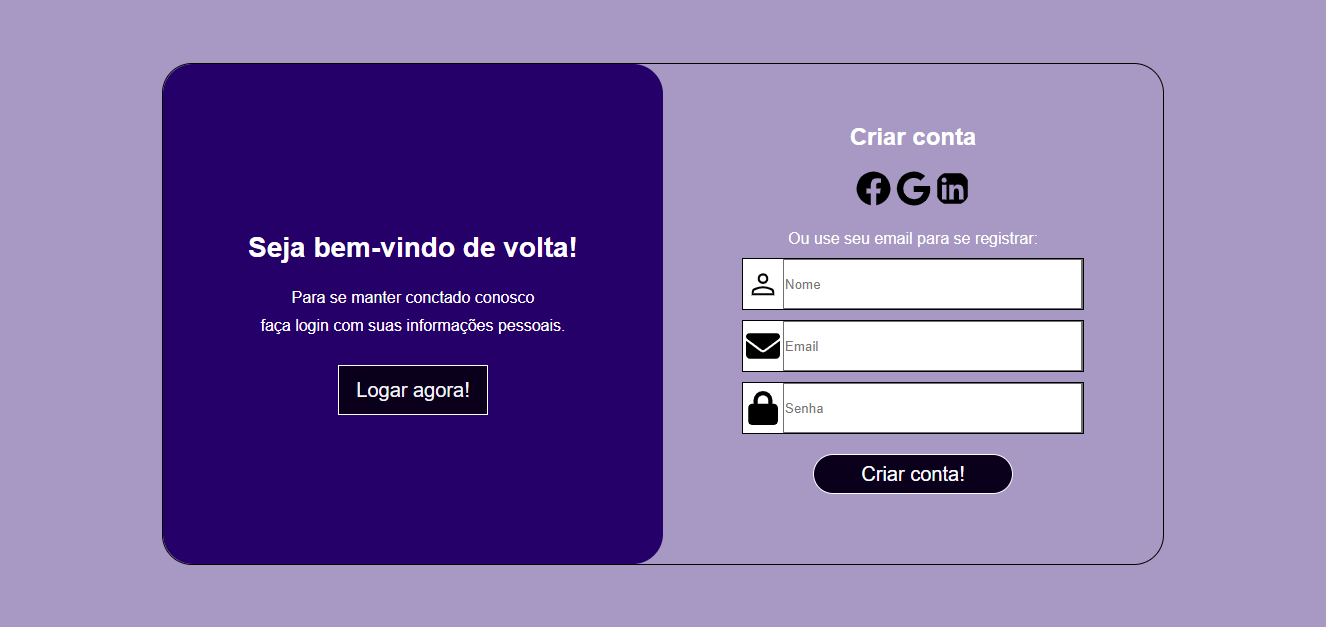 Seja bem-vindo de volta!
Para se manter conctado conosco
faça login com suas informações pessoais.
Logar agora!
Criar conta
Ou use seu email para se registrar:
Nome
Email
Senha
Criar conta!